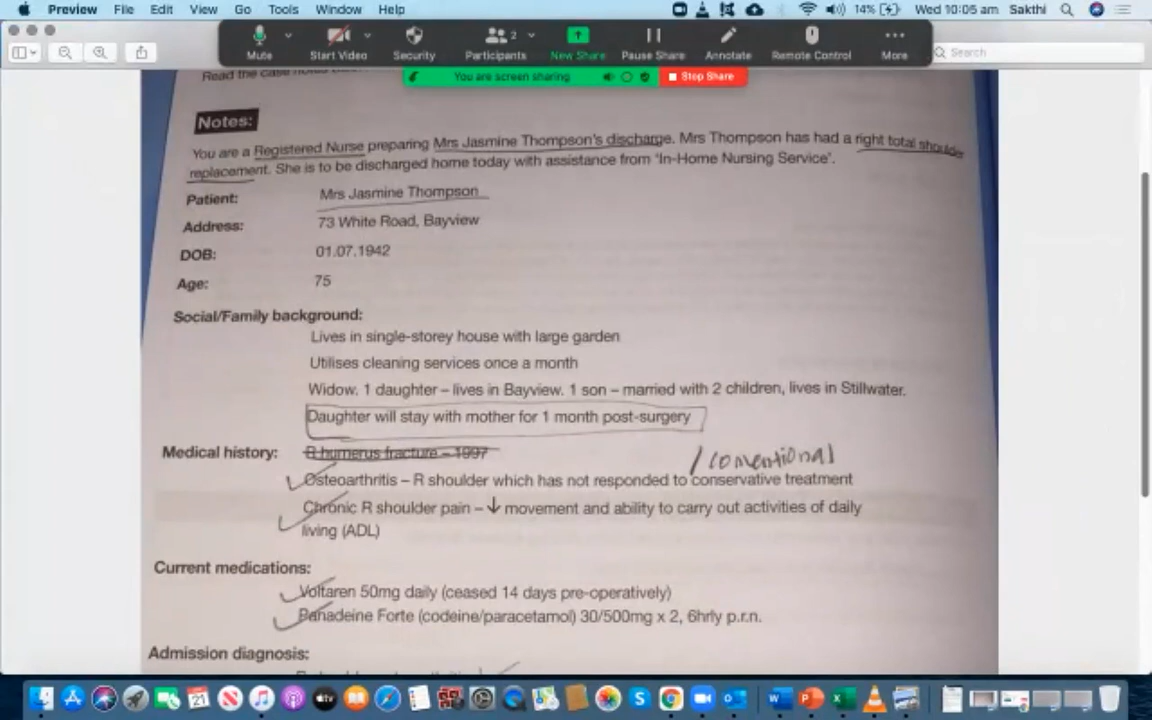 Preview File Edit View Go Tools Window Help 14% Wed 10:05 am Sakthi
Mute Start Video Security Participants 2 New Share Pause Share Annotate Remote Control More
Search
You are screen sharing Stop Share
Read the case notes
Notes:
You are a Registered Nurse preparing Mrs Jasmine Thompson's discharge. Mrs Thompson has had a right total shoulder
replacement. She is to be discharged home today with assistance from 'In-Home Nursing Service'.
Patient: Mrs Jasmine Thompson
Address: 73 White Road, Bayview
DOB: 01.07.1942
Age: 75
Social/Family background:
Lives in single-storey house with large garden
Utilises cleaning services once a month
Widow. 1 daughter – lives in Bayview. 1 son – married with 2 children, lives in Stillwater.
Daughter will stay with mother for 1 month post-surgery
Medical history: R humerus fracture – 1997
/ conventional
Osteoarthritis – R shoulder which has not responded to conservative treatment
Chronic R shoulder pain – ↓ movement and ability to carry out activities of daily
living (ADL)
Current medications:
Voltaren 50mg daily (ceased 14 days pre-operatively)
Panadeine Forte (codeine/paracetamol) 30/500mg x 2, 6hrly p.r.n.
Admission diagnosis: